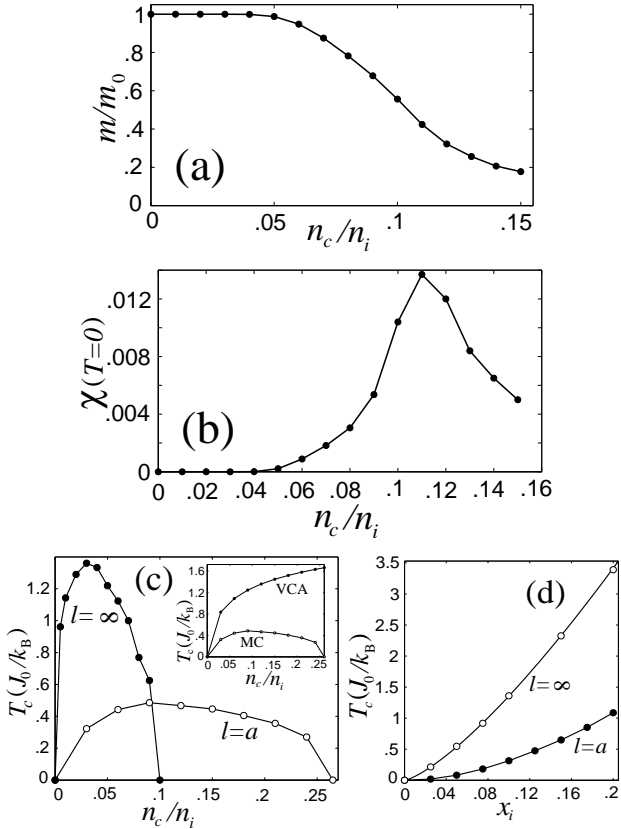 m/m0
1
.8
.6
.4
.2
0
(a)
0 .05 .1 .15
nc/ni
χ(T=0)
.012
.008
.004
0
(b)
0 .02 .04 .06 .08 .1 .12 .14 .16
nc/ni
Tc(J0/kB)
1.2
1
.8
.6
.4
.2
0
(c)
l=∞
l=a
0 .05 .1 .15 .2 .25
nc/ni
Tc(J0/kB)
1.6
1.2
.8
.4
0
VCA
MC
0 .05 .1 .15 .2 .25
nc/ni
Tc(J0/kB)
3.5
3
2.5
2
1.5
1
.5
0
(d)
l=∞
l=a
0 .05 .1 .15 .2
xi